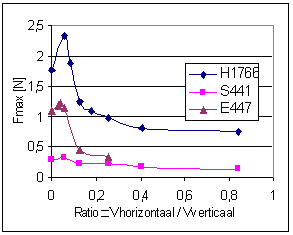 2,5
2
1,5
1
0,5
0
Fmax [N]
H1766
S441
E447
0 0,2 0,4 0,6 0,8 1
Ratio = Vhorizontaal / Vverticaal